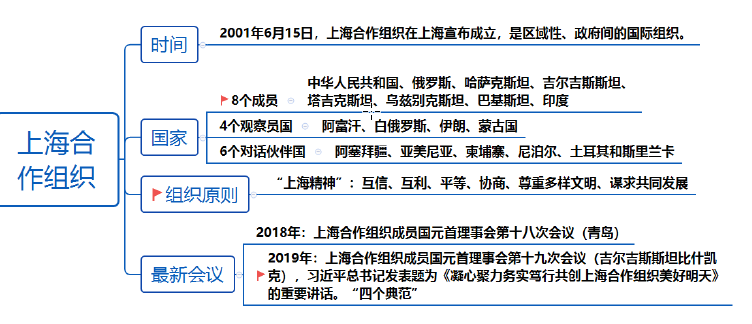 上海合
作组织
时间
2001年6月15日，上海合作组织在上海宣布成立，是区域性、政府间的国际组织。
国家
8个成员
中华人民共和国、俄罗斯、哈萨克斯坦、吉尔吉斯斯坦、
塔吉克斯坦、乌兹别克斯坦、巴基斯坦、印度
4个观察员国
阿富汗、白俄罗斯、伊朗、蒙古国
6个对话伙伴国
阿塞拜疆、亚美尼亚、柬埔寨、尼泊尔、土耳其和斯里兰卡
组织原则
“上海精神”：互信、互利、平等、协商、尊重多样文明、谋求共同发展
最新会议
2018年：上海合作组织成员国元首理事会第十八次会议（青岛）
2019年：上海合作组织成员国元首理事会第十九次会议（吉尔吉斯斯坦比什凯
克），习近平总书记发表题为《凝心聚力务实笃行共创上海合作组织美好明天》
的重要讲话。“四个典范”